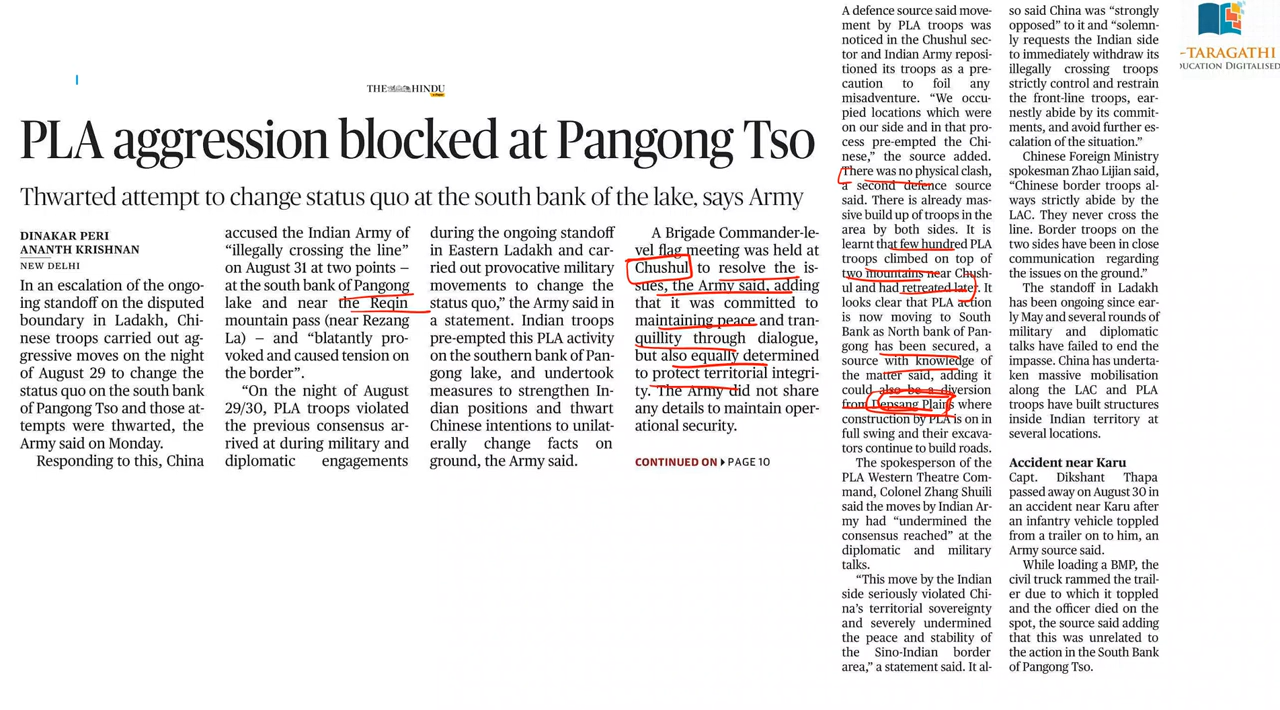 THE HINDU
PLA aggression blocked at Pangong Tso
Thwarted attempt to change status quo at the south bank of the lake, says Army
DINAKAR PERI
ANANTH KRISHNAN
NEW DELHI
In an escalation of the ongo-
ing standoff on the disputed
boundary in Ladakh, Chi-
nese troops carried out ag-
gressive moves on the night
of August 29 to change the
status quo on the south bank
of Pangong Tso and those at-
tempts were thwarted, the
Army said on Monday.
Responding to this, China
accused the Indian Army of
“illegally crossing the line”
on August 31 at two points –
at the south bank of Pangong
lake and near the Reqin
mountain pass (near Rezang
La) – and “blatantly pro-
voked and caused tension on
the border”.
“On the night of August
29/30, PLA troops violated
the previous consensus ar-
rived at during military and
diplomatic engagements
during the ongoing standoff
in Eastern Ladakh and car-
ried out provocative military
movements to change the
status quo,” the Army said in
a statement. Indian troops
pre-empted this PLA activity
on the southern bank of Pan-
gong lake, and undertook
measures to strengthen In-
dian positions and thwart
Chinese intentions to unilat-
erally change facts on
ground, the Army said.
A Brigade Commander-le-
vel flag meeting was held at
Chushul to resolve the is-
sues, the Army said, adding
that it was committed to
maintaining peace and tran-
quillity through dialogue,
but also equally determined
to protect territorial integri-
ty. The Army did not share
any details to maintain oper-
ational security.
CONTINUED ON PAGE 10
A defence source said move-
ment by PLA troops was
noticed in the Chushul sec-
tor and Indian Army reposi-
tioned its troops as a pre-
caution to foil any
misadventure. “We occu-
pied locations which were
on our side and in that pro-
cess pre-empted the Chi-
nese,” the source added.
There was no physical clash,
a second defence source
said. There is already mas-
sive build up of troops in the
area by both sides. It is
learnt that few hundred PLA
troops climbed on top of
two mountains near Chush-
ul and had retreated later. It
looks clear that PLA action
is now moving to South
Bank as North bank of Pan-
gong has been secured, a
source with knowledge of
the matter said, adding it
could also be a diversion
from Depsang Plains where
construction by PLA is on in
full swing and their excava-
tors continue to build roads.
The spokesperson of the
PLA Western Theatre Com-
mand, Colonel Zhang Shuili
said the moves by Indian Ar-
my had “undermined the
consensus reached” at the
diplomatic and military
talks.
“This move by the Indian
side seriously violated Chi-
na’s territorial sovereignty
and severely undermined
the peace and stability of
the Sino-Indian border
area,” a statement said. It al-
so said China was “strongly
opposed” to it and “solemn-
ly requests the Indian side
to immediately withdraw its
illegally crossing troops
strictly control and restrain
the front-line troops, ear-
nestly abide by its commit-
ments, and avoid further es-
calation of the situation.”
Chinese Foreign Ministry
spokesman Zhao Lijian said,
“Chinese border troops al-
ways strictly abide by the
LAC. They never cross the
line. Border troops on the
two sides have been in close
communication regarding
the issues on the ground.”
The standoff in Ladakh
has been ongoing since ear-
ly May and several rounds of
military and diplomatic
talks have failed to end the
impasse. China has underta-
ken massive mobilisation
along the LAC and PLA
troops have built structures
inside Indian territory at
several locations.
Accident near Karu
Capt. Dikshant Thapa
passed away on August 30 in
an accident near Karu after
an infantry vehicle toppled
from a trailer on to him, an
Army source said.
While loading a BMP, the
civil truck rammed the trail-
er due to which it toppled
and the officer died on the
spot, the source said adding
that this was unrelated to
the action in the South Bank
of Pangong Tso.
-TARAGATHI
DUCATION DIGITALISED